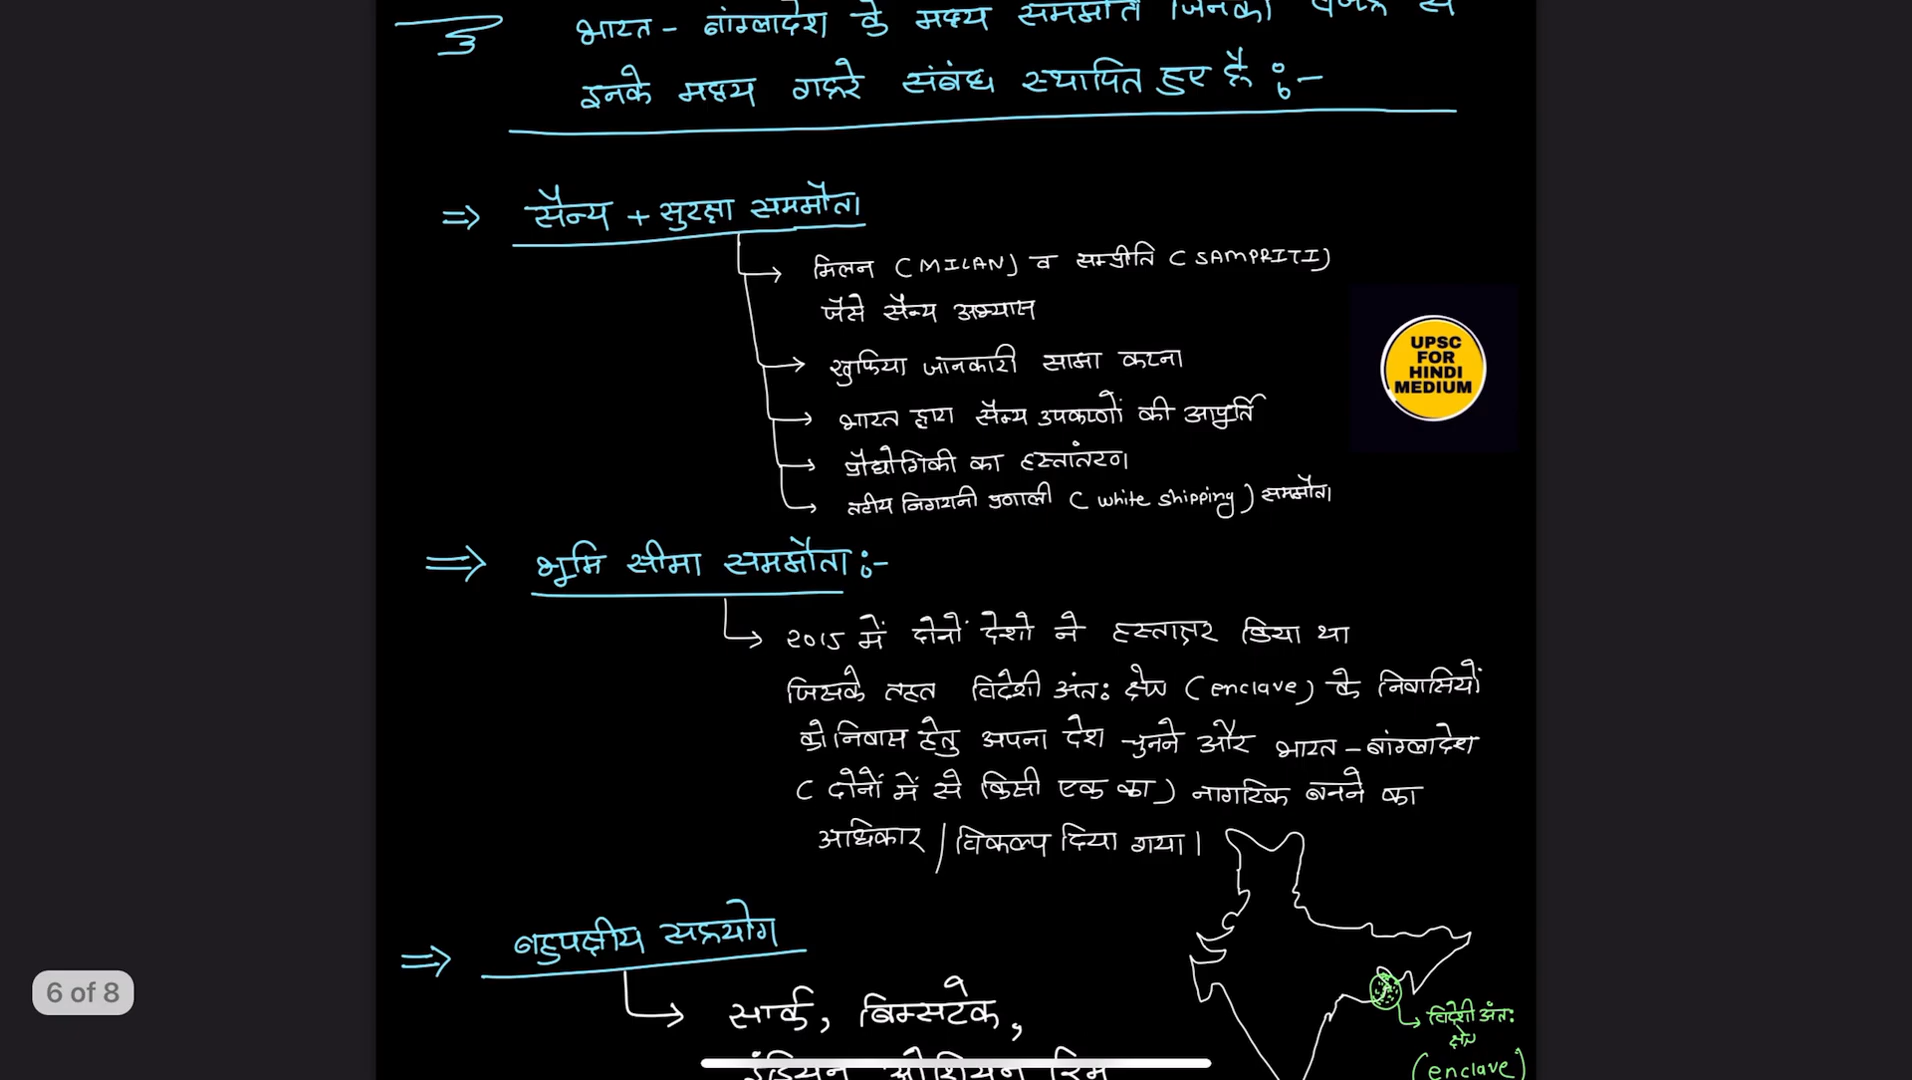 भारत - बांग्लादेश के मध्य समझौते जिनकी वजह से
इनके मध्य गहरे संबंध स्थापित हुए है :-
⇒ सैन्य + सुरक्षा समझौता
→ मिलन (MILAN) व सम्प्रीति (SAMPRITI)
जैसे सैन्य अभ्यास
→ खुफिया जानकारी साझा करना
→ भारत द्वारा सैन्य उपकरणों की आपूर्ति
→ प्रौद्योगिकी का हस्तांतरण
→ तटीय निगरानी प्रणाली (white shipping) समझौता
UPSC
FOR
HINDI
MEDIUM
⇒ भूमि सीमा समझौता :-
→ 2015 में दोनों देशो ने हस्ताक्षर किया था
जिसके तहत विदेशी अंतः क्षेत्र (enclave) के निवासियों
को निवास हेतु अपना देश चुनने और भारत - बांग्लादेश
(दोनों में से किसी एक का) नागरिक बनने का
अधिकार / विकल्प दिया गया।
⇒ बहुपक्षीय सहयोग
→ सार्क, बिम्सटेक,
इंडियन ओशियन रिम
→ विदेशी अंतः
क्षेत्र
(enclave)
6 of 8